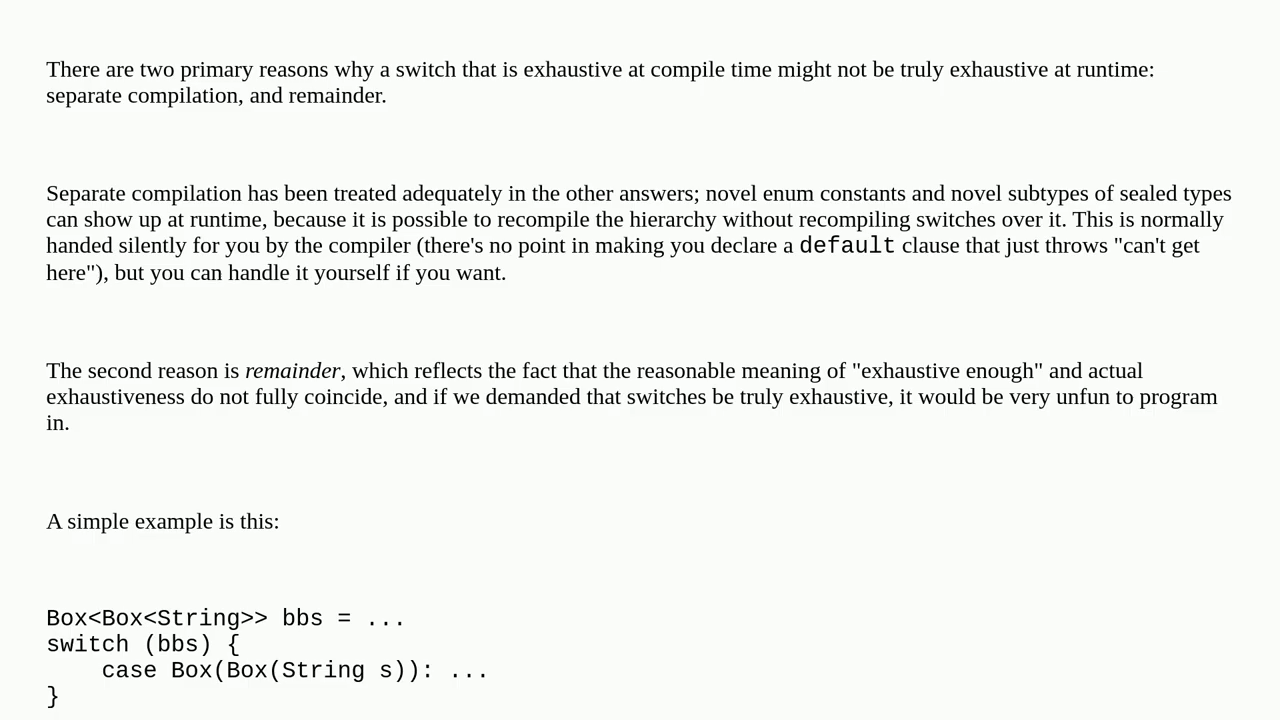 There are two primary reasons why a switch that is exhaustive at compile time might not be truly exhaustive at runtime:
separate compilation, and remainder.
Separate compilation has been treated adequately in the other answers; novel enum constants and novel subtypes of sealed types
can show up at runtime, because it is possible to recompile the hierarchy without recompiling switches over it. This is normally
handed silently for you by the compiler (there's no point in making you declare a default clause that just throws "can't get
here"), but you can handle it yourself if you want.
The second reason is remainder, which reflects the fact that the reasonable meaning of "exhaustive enough" and actual
exhaustiveness do not fully coincide, and if we demanded that switches be truly exhaustive, it would be very unfun to program
in.
A simple example is this:
Box<Box<String>> bbs = ...
switch (bbs) {
    case Box(Box(String s)): ...
}